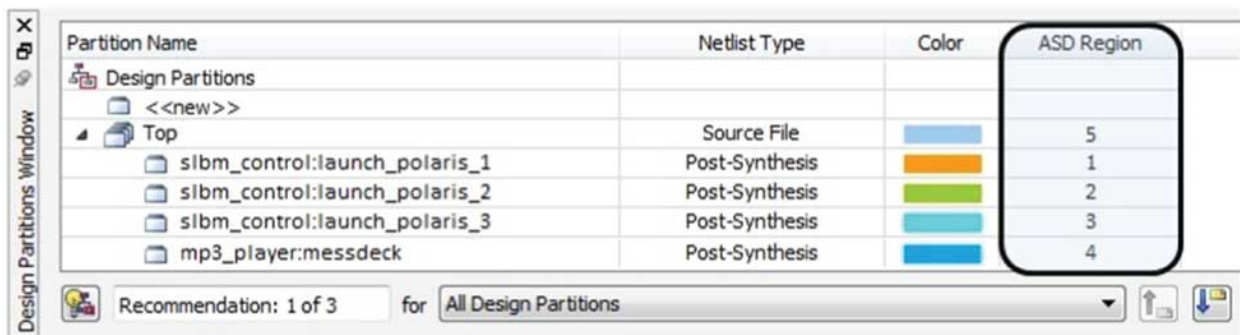 Design Partitions Window
Partition Name Netlist Type Color ASD Region
Design Partitions
<<new>>
Top Source File 5
slbm_control:launch_polaris_1 Post-Synthesis 1
slbm_control:launch_polaris_2 Post-Synthesis 2
slbm_control:launch_polaris_3 Post-Synthesis 3
mp3_player:messdeck Post-Synthesis 4
Recommendation: 1 of 3 for All Design Partitions